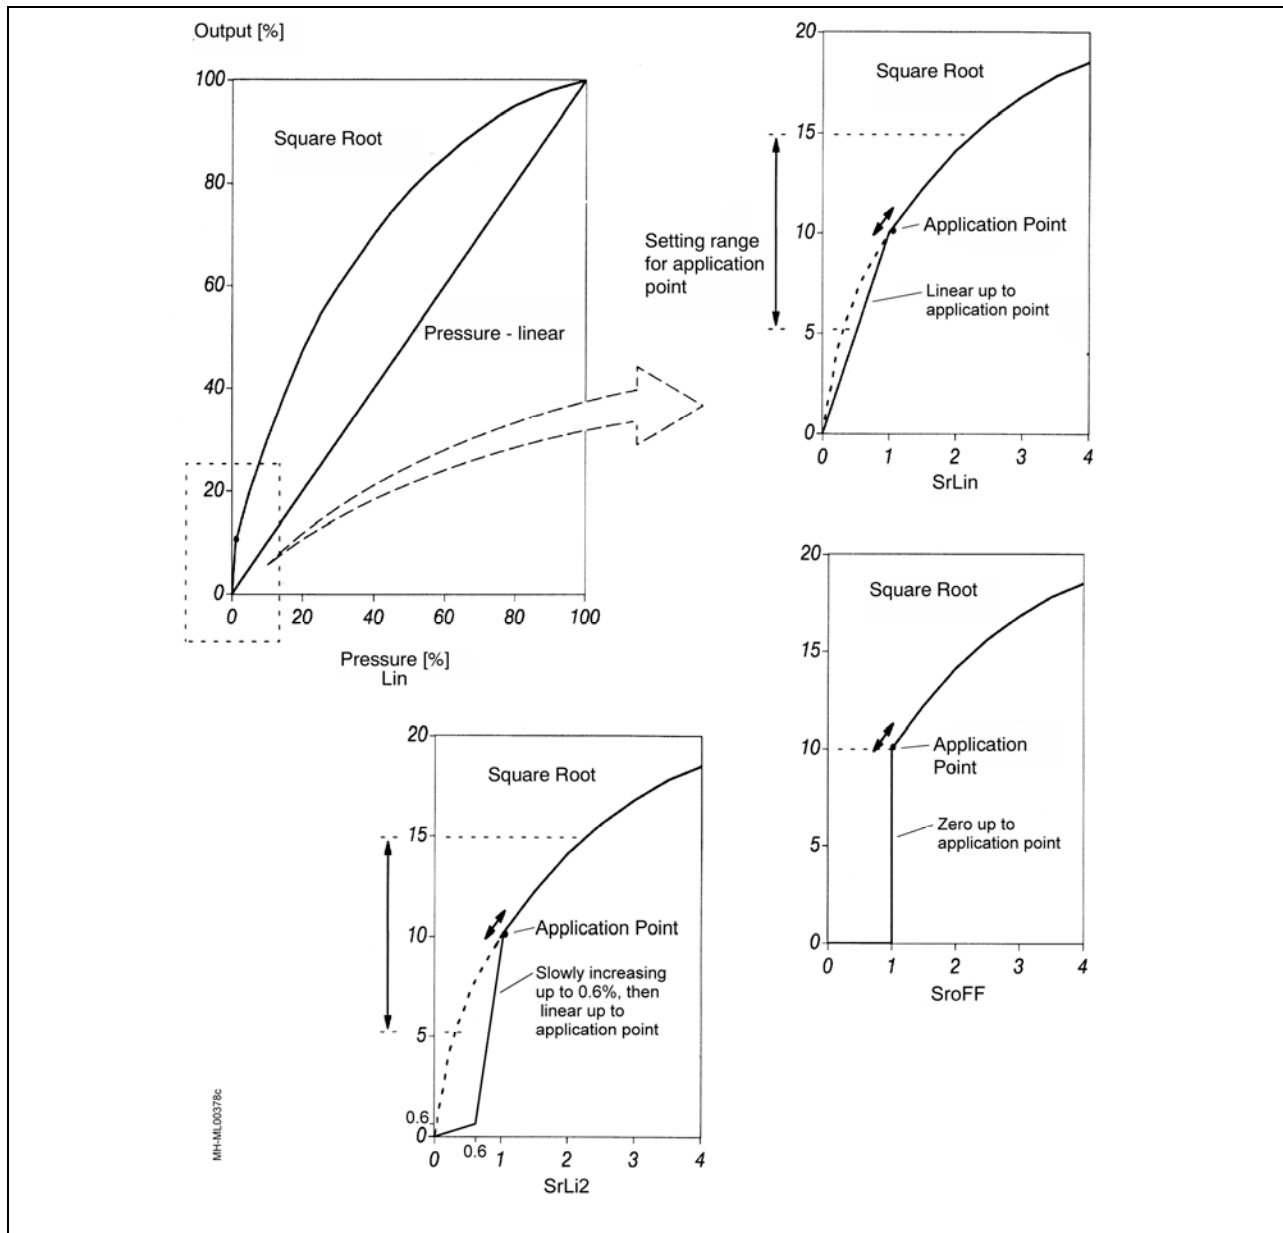 Output [%]
100
80
60
40
20
0
Square Root
Pressure - linear
0 20 40 60 80 100
Pressure [%]
Lin
20
15
10
5
0
Square Root
Setting range
for application
point
Application Point
Linear up to
application point
0 1 2 3 4
SrLin
20
15
10
5
0
Square Root
Application
Point
Zero up to
application point
0 1 2 3 4
SroFF
20
15
10
5
0.6
0
Square Root
Application Point
Slowly increasing
up to 0.6%, then
linear up to
application point
0 0.6 1 2 3 4
SrLi2
MH-ML00378c